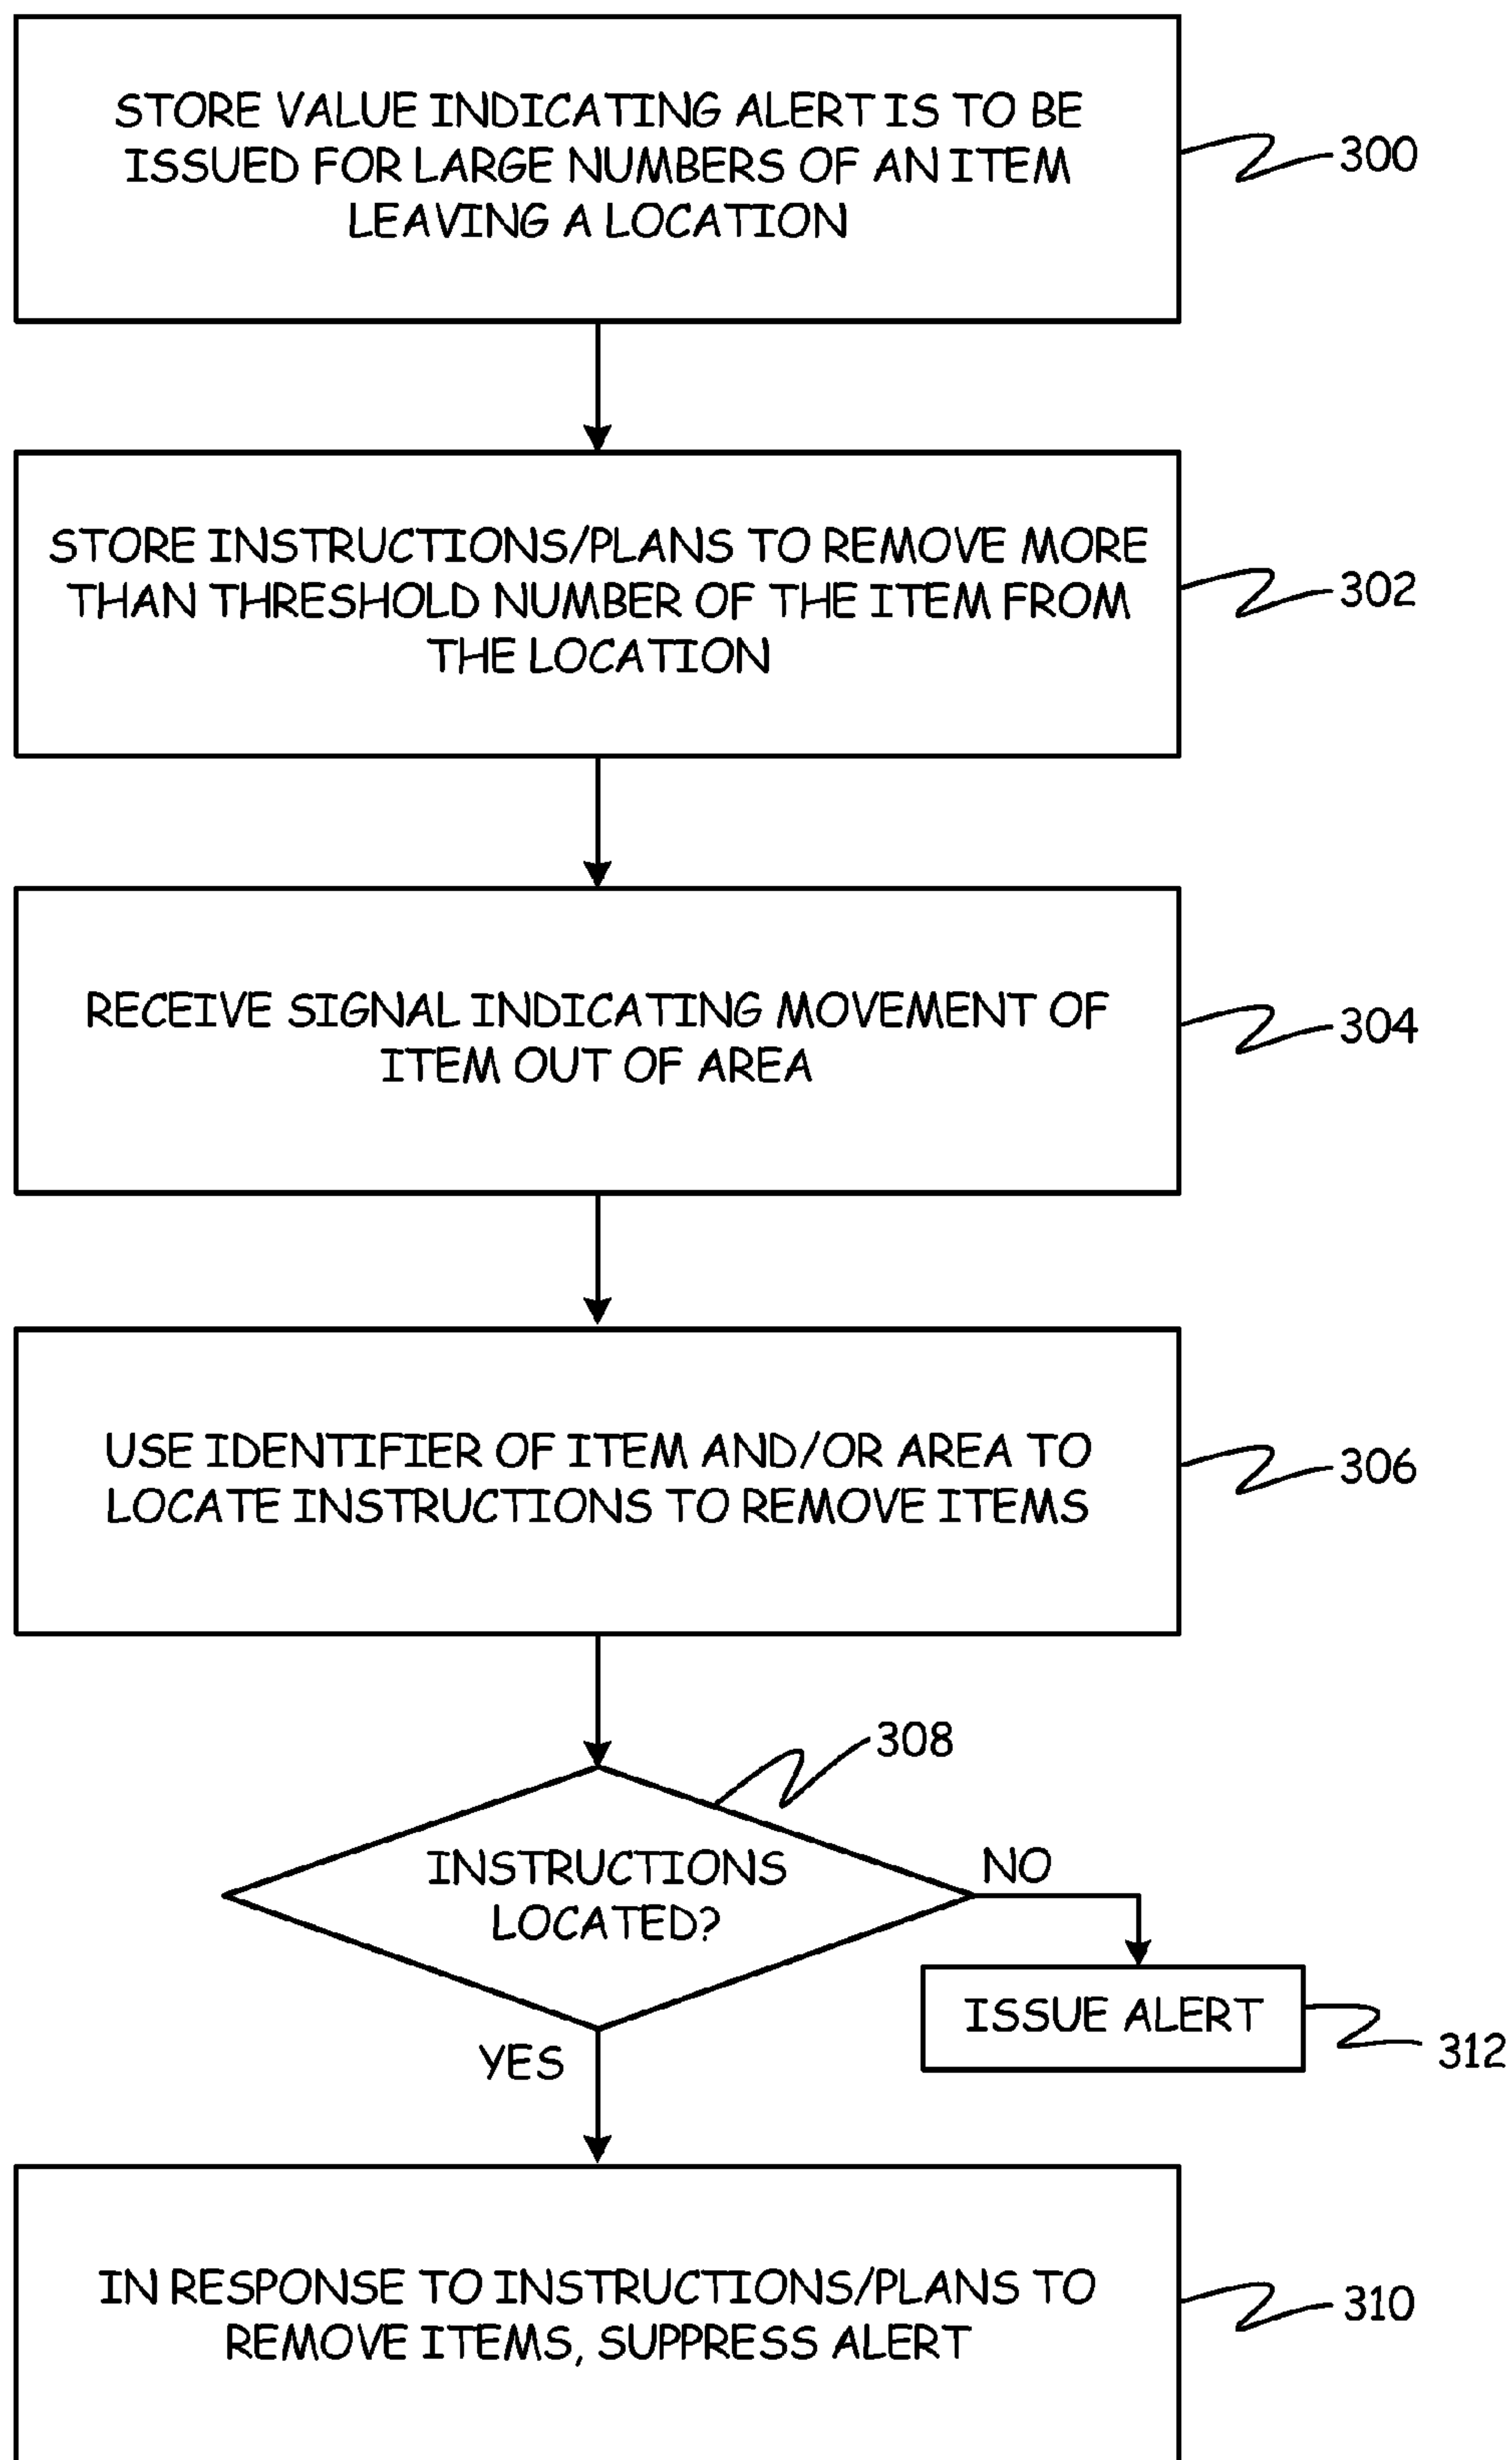 STORE VALUE INDICATING ALERT IS TO BE
ISSUED FOR LARGE NUMBERS OF AN ITEM
LEAVING A LOCATION
300
STORE INSTRUCTIONS/PLANS TO REMOVE MORE
THAN THRESHOLD NUMBER OF THE ITEM FROM
THE LOCATION
302
RECEIVE SIGNAL INDICATING MOVEMENT OF
ITEM OUT OF AREA
304
USE IDENTIFIER OF ITEM AND/OR AREA TO
LOCATE INSTRUCTIONS TO REMOVE ITEMS
306
308
INSTRUCTIONS
LOCATED?
NO
ISSUE ALERT
312
YES
IN RESPONSE TO INSTRUCTIONS/PLANS TO
REMOVE ITEMS, SUPPRESS ALERT
310